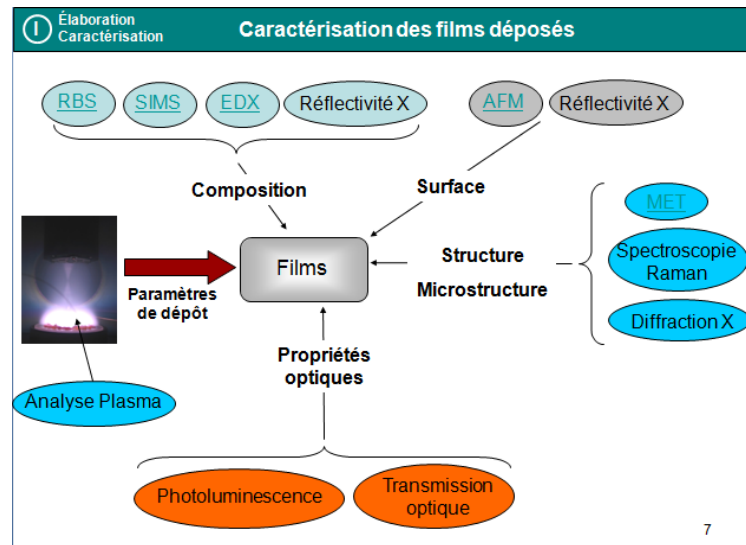 I
Élaboration
Caractérisation
Caractérisation des films déposés
RBS
SIMS
EDX
Réflectivité X
AFM
Réflectivité X
Composition
Surface
MET
Films
Structure
Microstructure
Spectroscopie
Raman
Paramètres
de dépôt
Diffraction X
Propriétés
optiques
Analyse Plasma
Photoluminescence
Transmission
optique
7